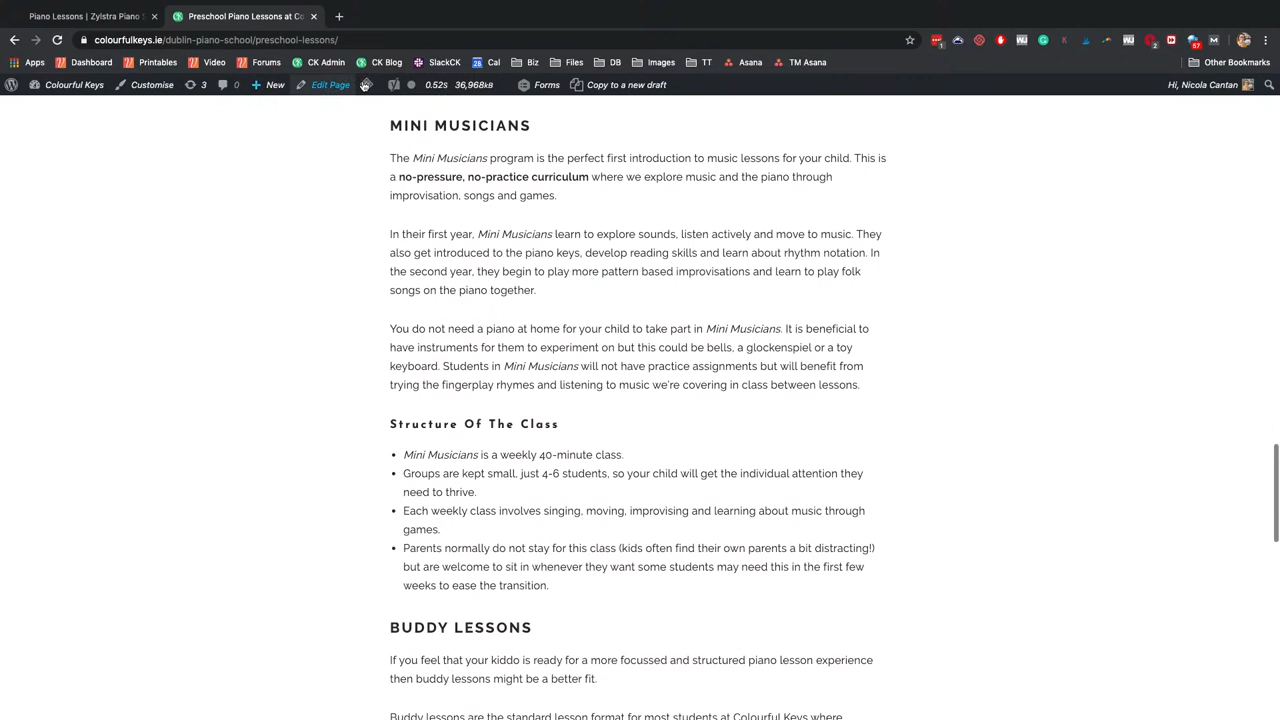 Piano Lessons | Zylstra Piano S
Preschool Piano Lessons at Co
colourfulkeys.ie/dublin-piano-school/preschool-lessons/
Apps Dashboard Printables Video Forums CK Admin CK Blog SlackCK Cal Biz Files DB Images TT Asana TM Asana Other Bookmarks
Colourful Keys Customise 3 0 New Edit Page 0.52s 36,968kB Forms Copy to a new draft Hi, Nicola Cantan
MINI MUSICIANS
The Mini Musicians program is the perfect first introduction to music lessons for your child. This is
a no-pressure, no-practice curriculum where we explore music and the piano through
improvisation, songs and games.
In their first year, Mini Musicians learn to explore sounds, listen actively and move to music. They
also get introduced to the piano keys, develop reading skills and learn about rhythm notation. In
the second year, they begin to play more pattern based improvisations and learn to play folk
songs on the piano together.
You do not need a piano at home for your child to take part in Mini Musicians. It is beneficial to
have instruments for them to experiment on but this could be bells, a glockenspiel or a toy
keyboard. Students in Mini Musicians will not have practice assignments but will benefit from
trying the fingerplay rhymes and listening to music we're covering in class between lessons.
Structure Of The Class
• Mini Musicians is a weekly 40-minute class.
• Groups are kept small, just 4-6 students, so your child will get the individual attention they
need to thrive.
• Each weekly class involves singing, moving, improvising and learning about music through
games.
• Parents normally do not stay for this class (kids often find their own parents a bit distracting!)
but are welcome to sit in whenever they want some students may need this in the first few
weeks to ease the transition.
BUDDY LESSONS
If you feel that your kiddo is ready for a more focussed and structured piano lesson experience
then buddy lessons might be a better fit.
Buddy lessons are the standard lesson format for most students at Colourful Keys where